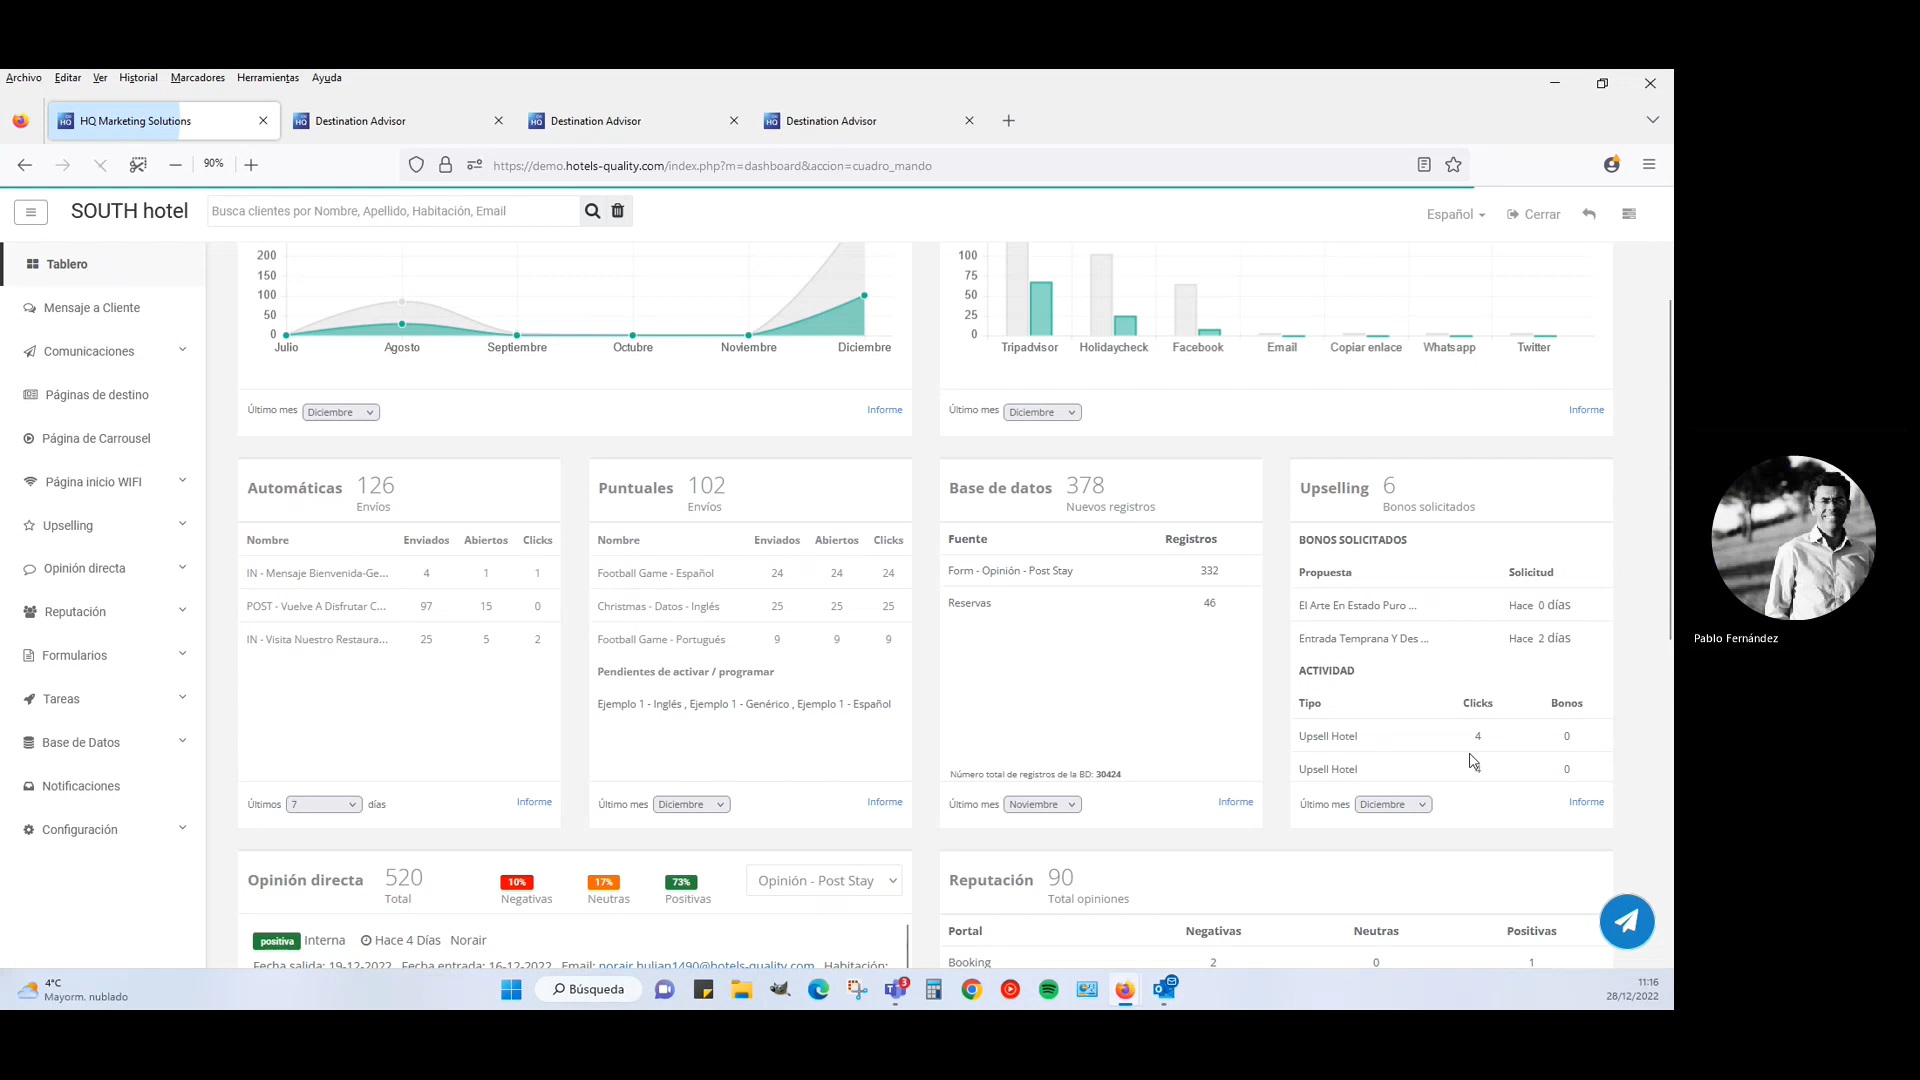 Archivo Editar Ver Historial Marcadores Herramientas Ayuda
HQ Marketing Solutions Destination Advisor Destination Advisor Destination Advisor
90% https://demo.hotels-quality.com/index.php?m=dashboard&accion=cuadro_mando
SOUTH hotel Busca clientes por Nombre, Apellido, Habitación, Email Español Cerrar
Tablero
Mensaje a Cliente
Comunicaciones
Páginas de destino
Página de Carrousel
Página inicio WIFI
Upselling
Opinión directa
Reputación
Formularios
Tareas
Base de Datos
Notificaciones
Configuración
200
150
100
50
0
Julio Agosto Septiembre Octubre Noviembre Diciembre
Último mes Diciembre Informe
100
75
50
25
0
Tripadvisor Holidaycheck Facebook Email Copiar enlace Whatsapp Twitter
Último mes Diciembre Informe
Automáticas 126
Envíos
Nombre Enviados Abiertos Clicks
IN - Mensaje Bienvenida-Ge... 4 1 1
POST - Vuelve A Disfrutar C... 97 15 0
IN - Visita Nuestro Restaura... 25 5 2
Últimos 7 días Informe
Puntuales 102
Envíos
Nombre Enviados Abiertos Clicks
Football Game - Español 24 24 24
Christmas - Datos - Inglés 25 25 25
Football Game - Portugués 9 9 9
Pendientes de activar / programar
Ejemplo 1 - Inglés , Ejemplo 1 - Genérico , Ejemplo 1 - Español
Último mes Diciembre Informe
Base de datos 378
Nuevos registros
Fuente Registros
Form - Opinión - Post Stay 332
Reservas 46
Número total de registros de la BD: 30424
Último mes Noviembre Informe
Upselling 6
Bonos solicitados
BONOS SOLICITADOS
Propuesta Solicitud
El Arte En Estado Puro ... Hace 0 días
Entrada Temprana Y Des ... Hace 2 días
ACTIVIDAD
Tipo Clicks Bonos
Upsell Hotel 4 0
Upsell Hotel 0
Último mes Diciembre Informe
Opinión directa 520 10% 17% 73% Opinión - Post Stay
Total Negativas Neutras Positivas
positiva Interna Hace 4 Días Norair
Fecha salida: 19-12-2022 Fecha entrada: 16-12-2022 Email: norair.hulian1490@hotels-quality.com Habitación:
Reputación 90
Total opiniones
Portal Negativas Neutras Positivas
Booking 2 0 1
Pablo Fernández
4°C
Mayorm. nublado
Búsqueda
3
11:16
28/12/2022